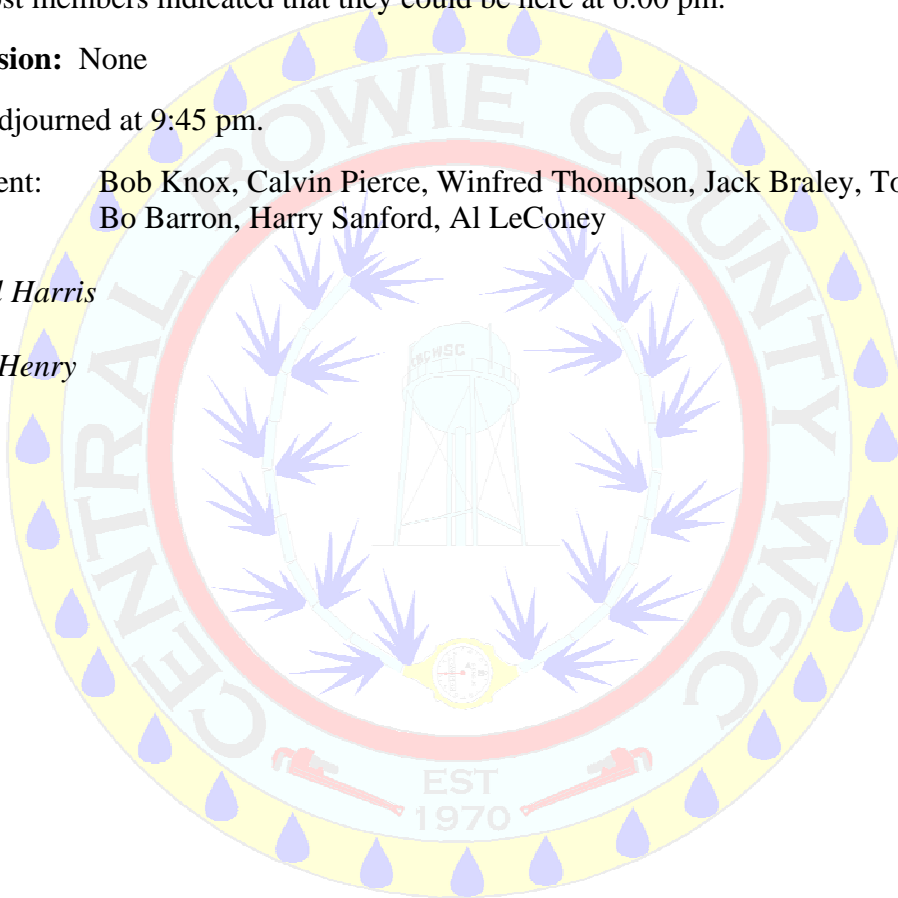 ost members indicated that they could be here at 6:00 pm.
sion: None
djourned at 9:45 pm.
ent: Bob Knox, Calvin Pierce, Winfred Thompson, Jack Braley, To
Bo Barron, Harry Sanford, Al LeConey
Harris
Henry
CENTRAL BOWIE COUNTY WSC
CBCWSC
EST
1970